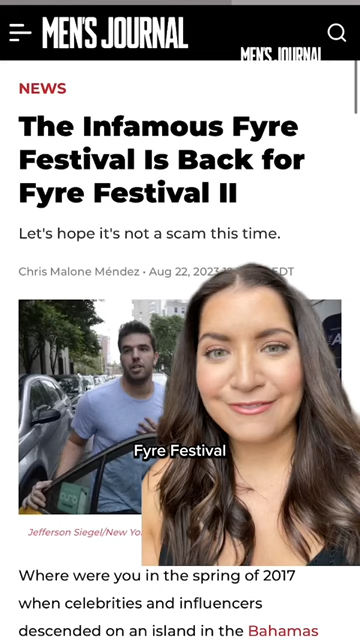 MEN'S JOURNAL
MEN'S JOURNAL
NEWS
The Infamous Fyre
Festival Is Back for
Fyre Festival II
Let's hope it's not a scam this time.
Chris Malone Méndez • Aug 22, 2023 EDT
Fyre Festival
Jefferson Siegel/New
Where were you in the spring of 2017
when celebrities and influencers
descended on an island in the Bahamas